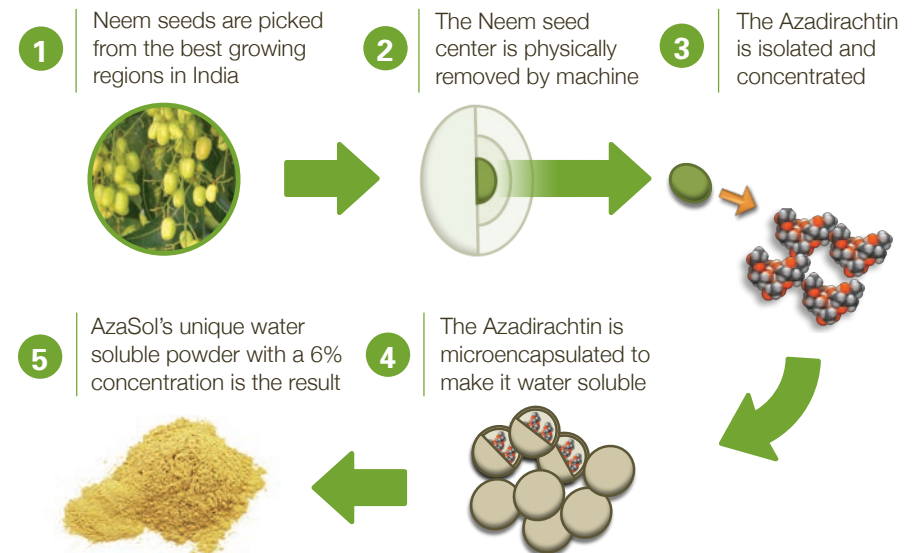 1
Neem seeds are picked
from the best growing
regions in India
2
The Neem seed
center is physically
removed by machine
3
The Azadirachtin
is isolated and
concentrated
4
The Azadirachtin is
microencapsulated to
make it water soluble
5
AzaSol’s unique water
soluble powder with a 6%
concentration is the result